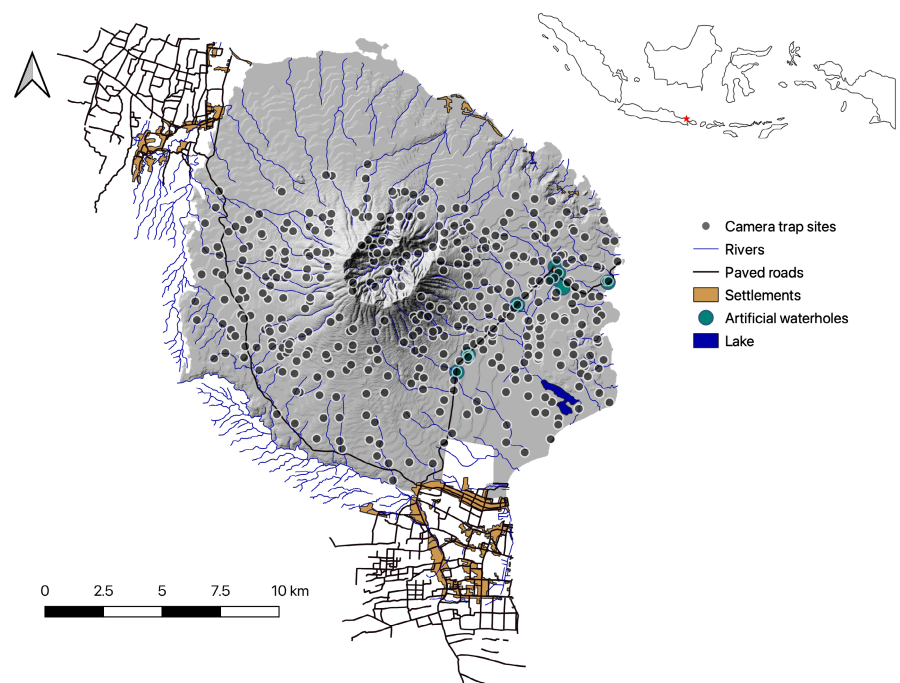 Camera trap sites
Rivers
Paved roads
Settlements
Artificial waterholes
Lake
0 2.5 5 7.5 10 km